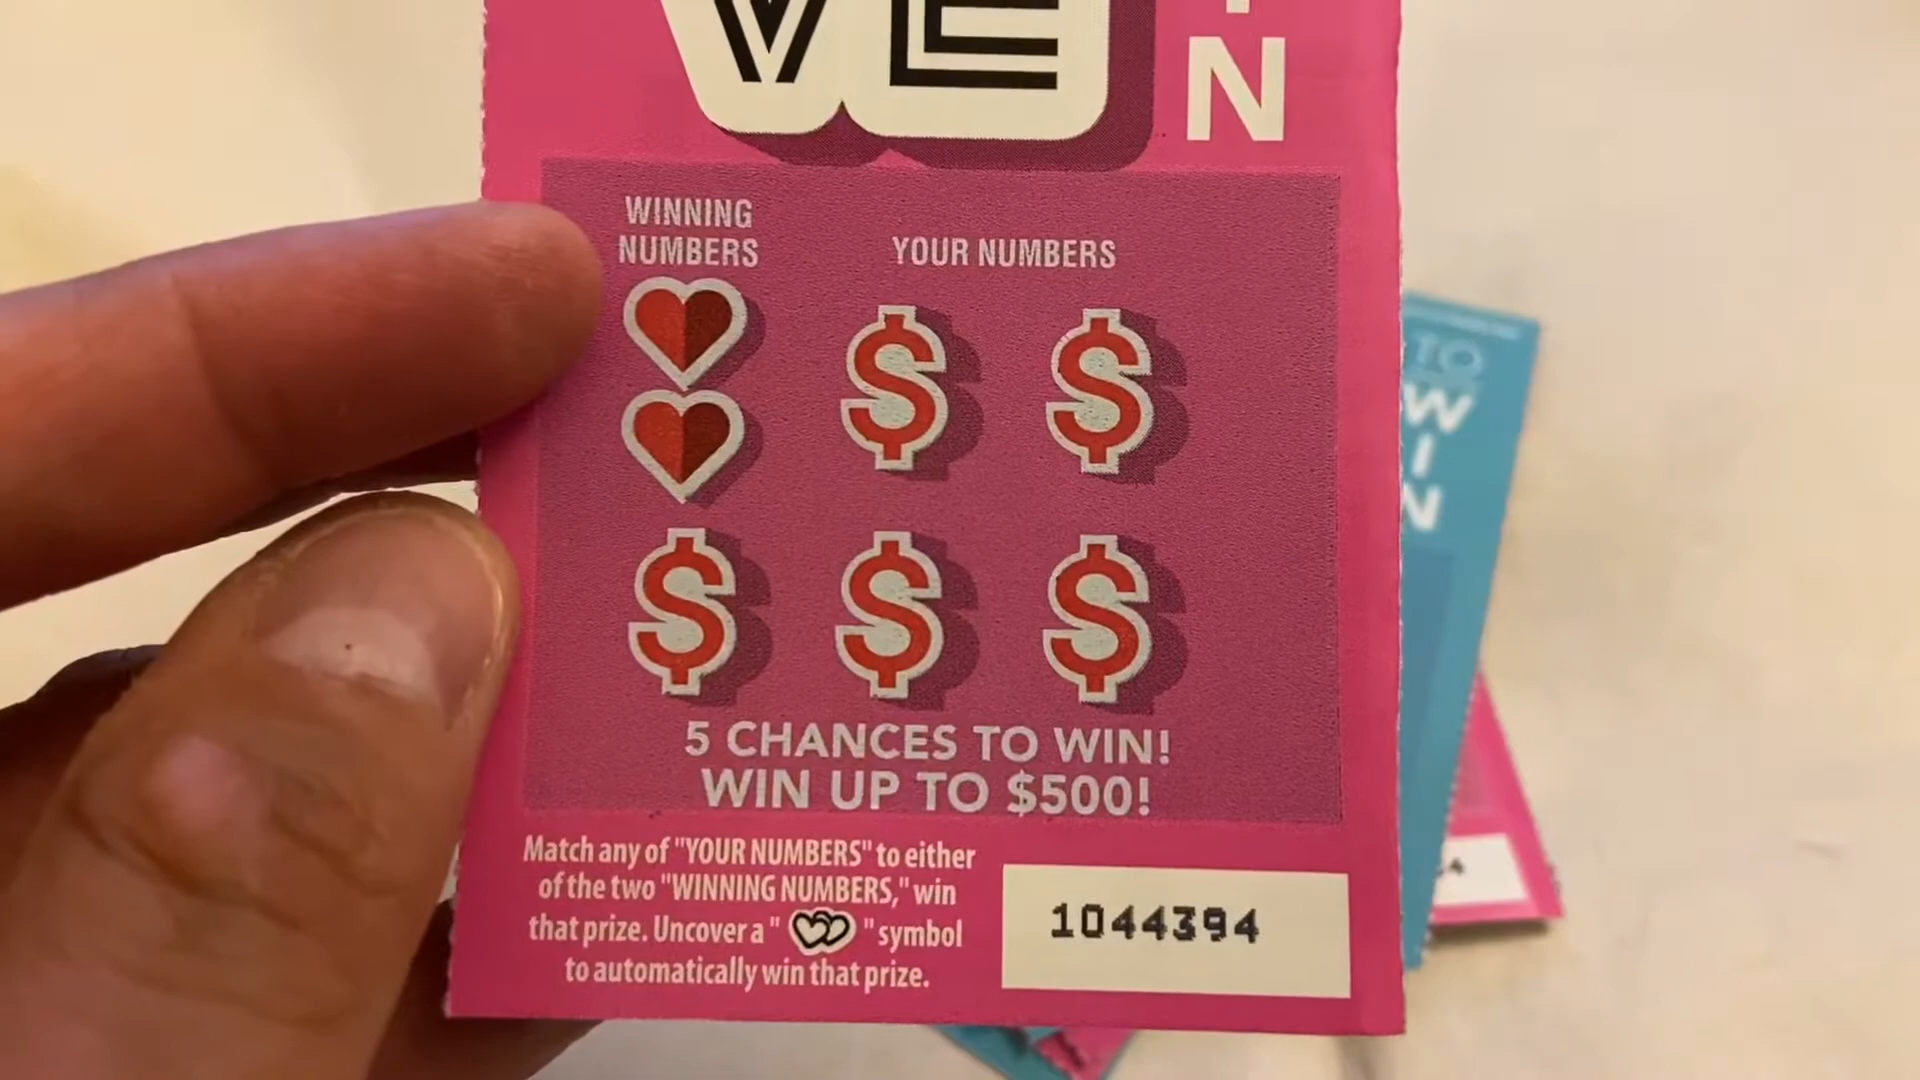 VE
N
WINNING
NUMBERS
YOUR NUMBERS
$ $
$ $ $
5 CHANCES TO WIN!
WIN UP TO $500!
Match any of "YOUR NUMBERS" to either
of the two "WINNING NUMBERS," win
that prize. Uncover a " " symbol
to automatically win that prize.
1044394
TO
W
I
N